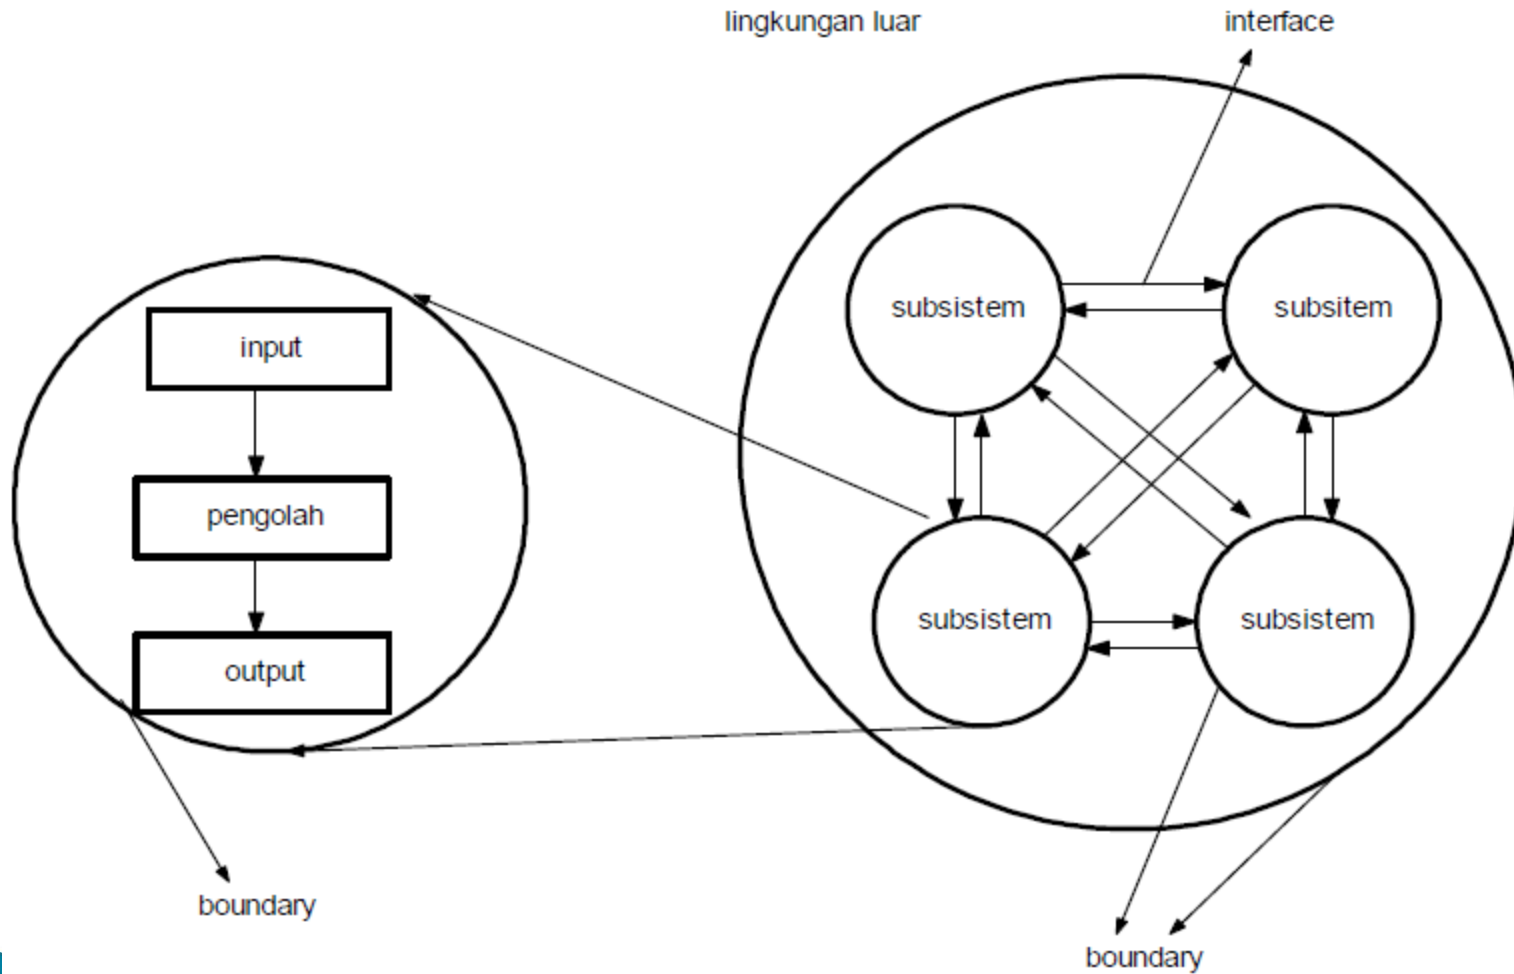 lingkungan luar
interface
subsistem
subsitem
input
pengolah
output
subsistem
subsistem
boundary
boundary